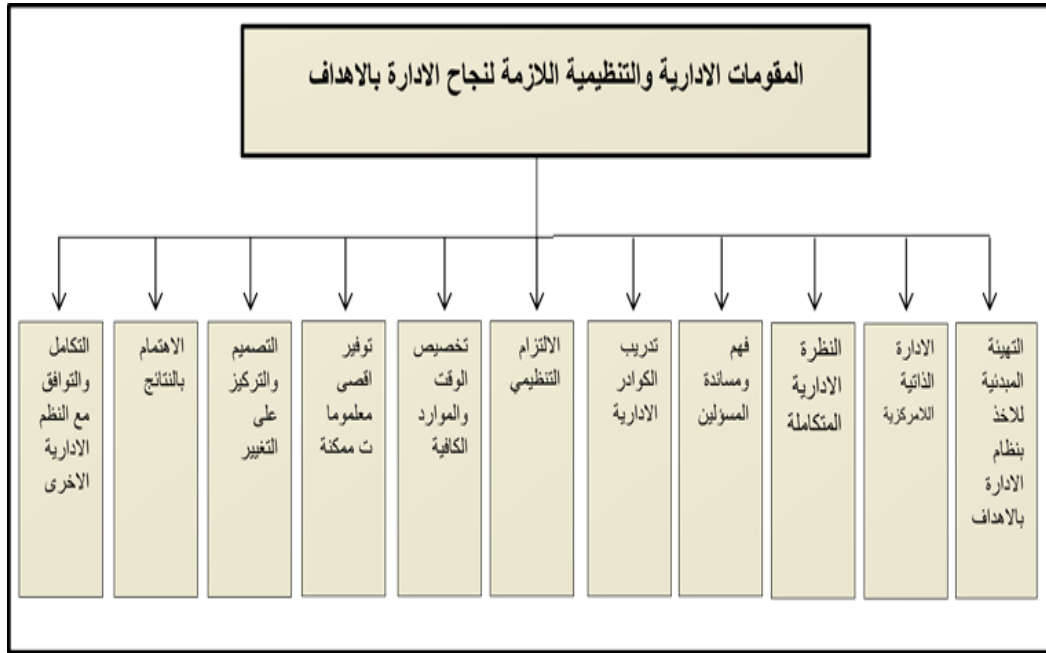 المقومات الادارية والتنظيمية اللازمة لنجاح الادارة بالاهداف
التهيئة
المبدئية
للاخذ
بنظام
الادارة
بالاهداف
الادارة
الذاتية
اللامركزية
النظرة
الادارية
المتكاملة
فهم
ومساندة
المسؤلين
تدريب
الكوادر
الادارية
الالتزام
التنظيمي
تخصيص
الوقت
والموارد
الكافية
توفير
اقصى
معلوما
ت ممكنة
التصميم
والتركيز
على
التغيير
الاهتمام
بالنتائج
التكامل
والتوافق
مع النظم
الادارية
الاخرى